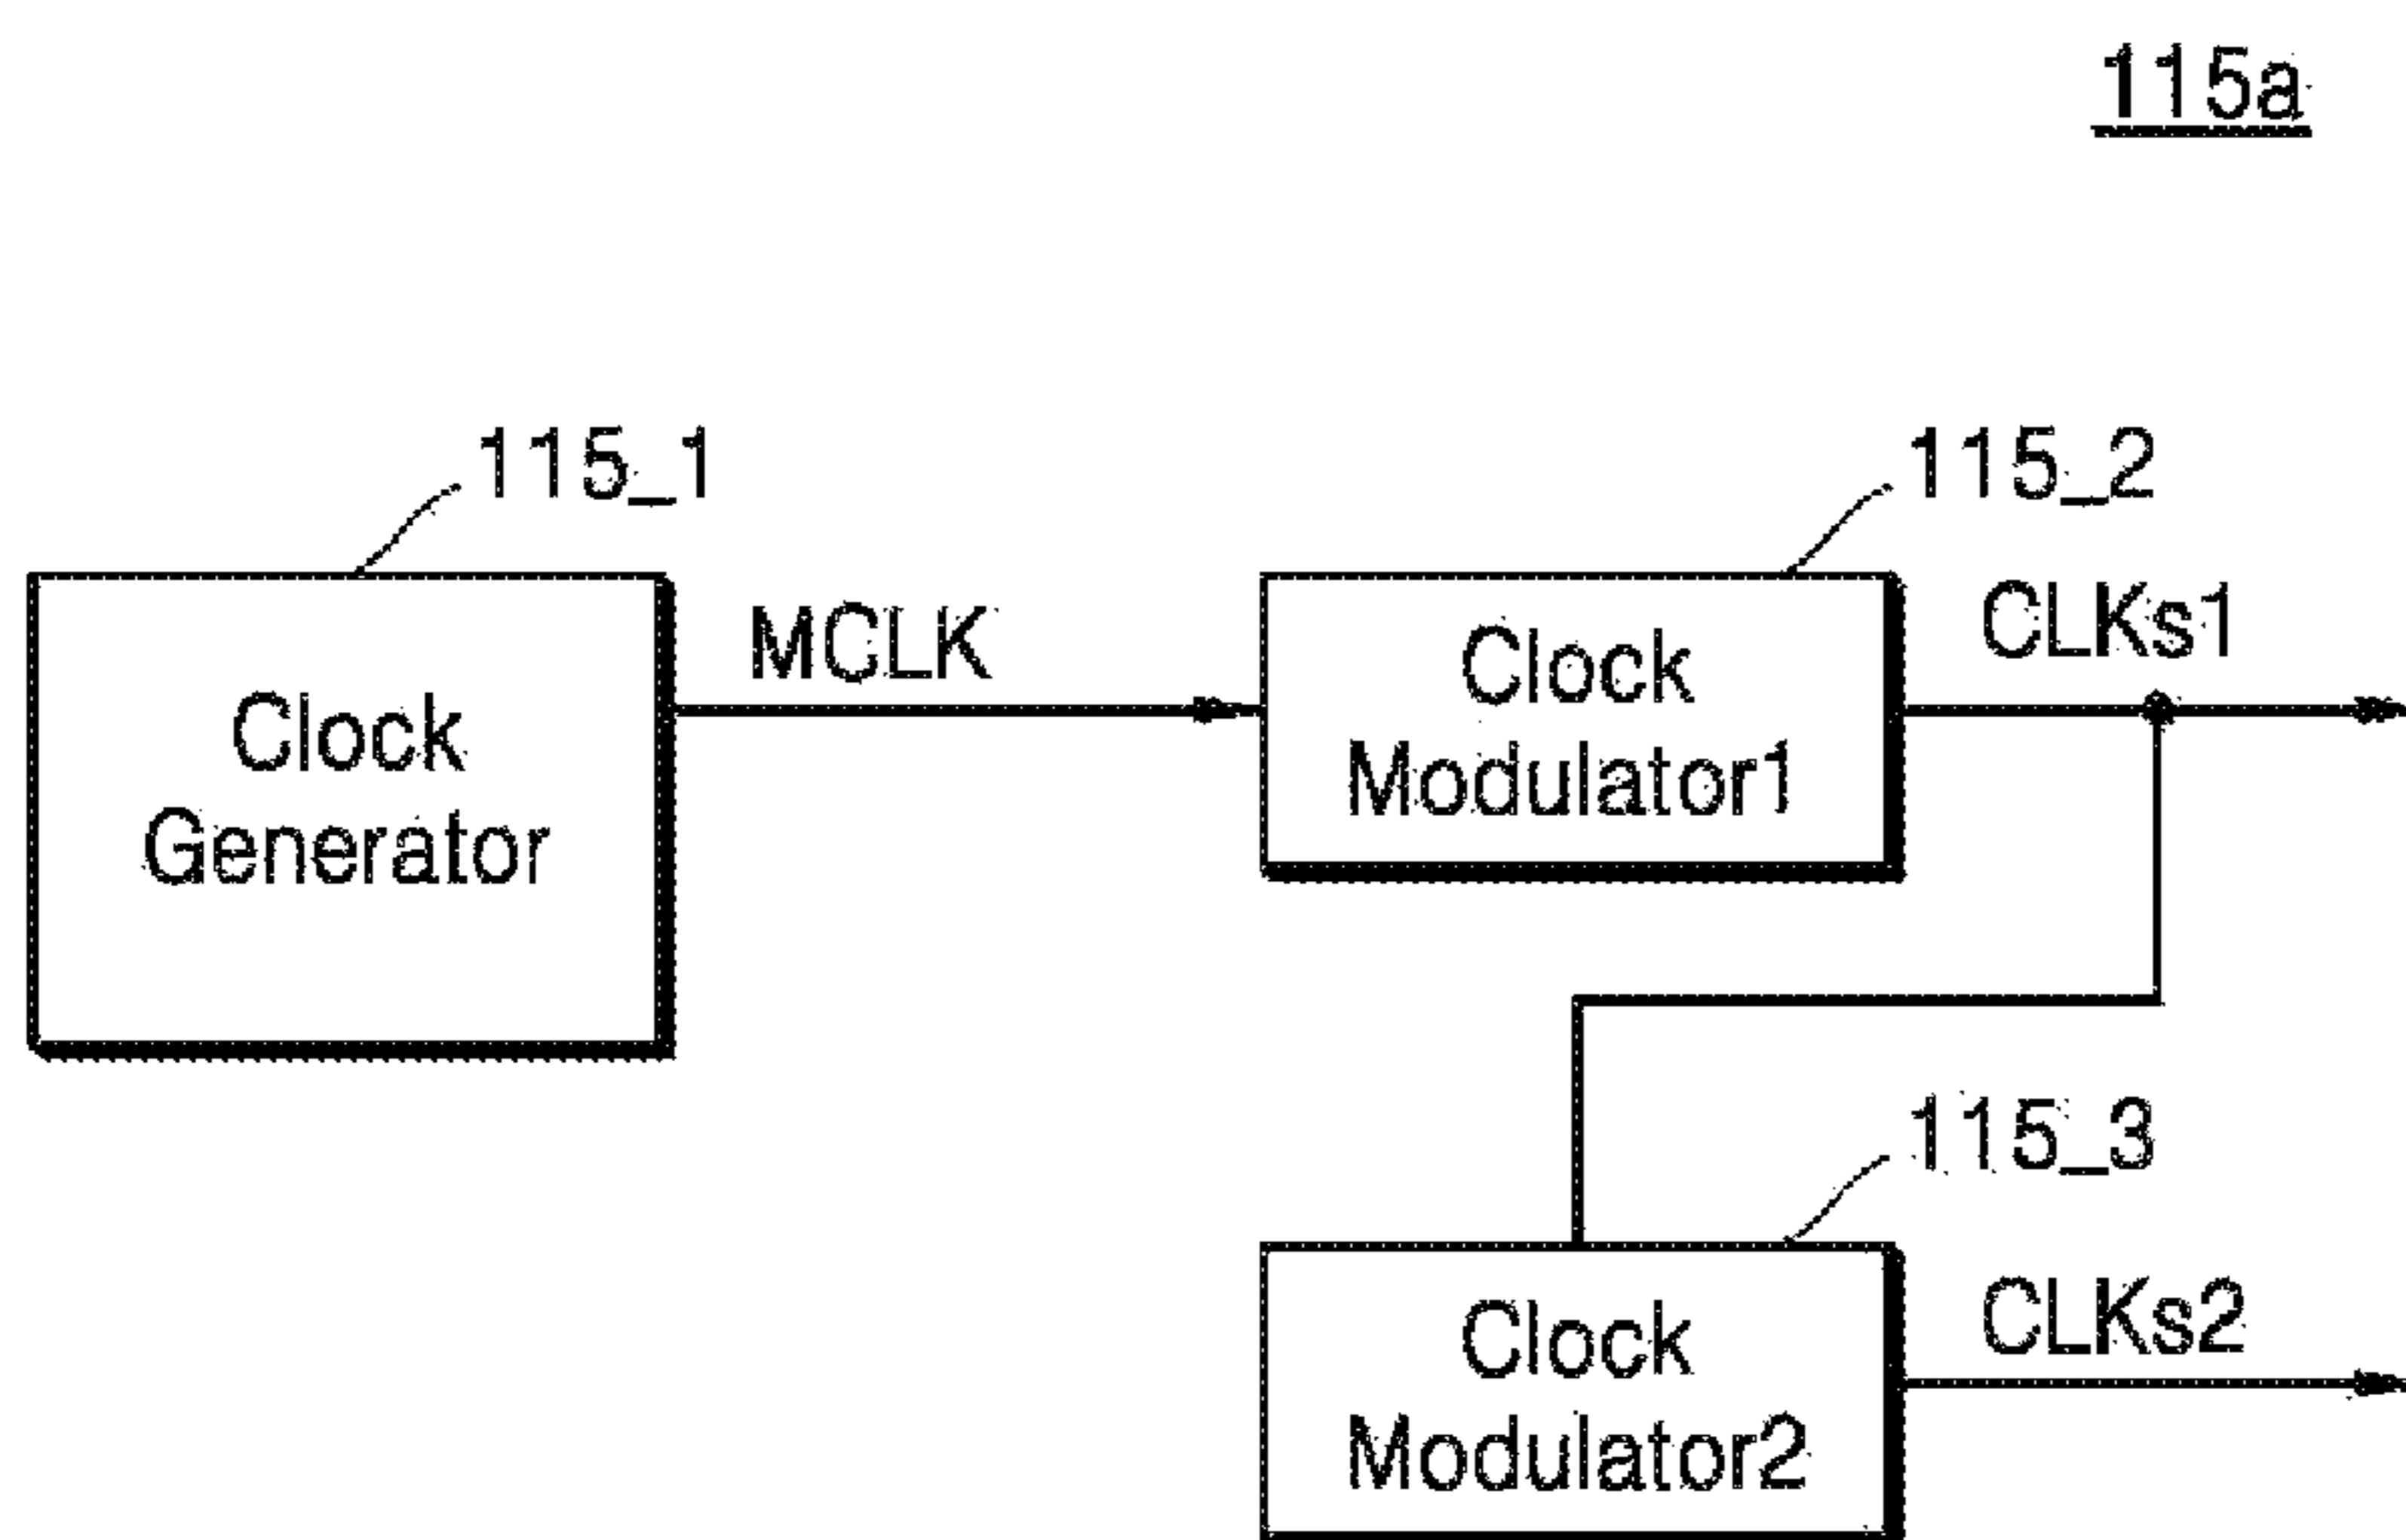 115a
115_1
115_2
MCLK
CLKs1
Clock
Generator
Clock
Modulator1
115_3
Clock
Modulator2
CLKs2